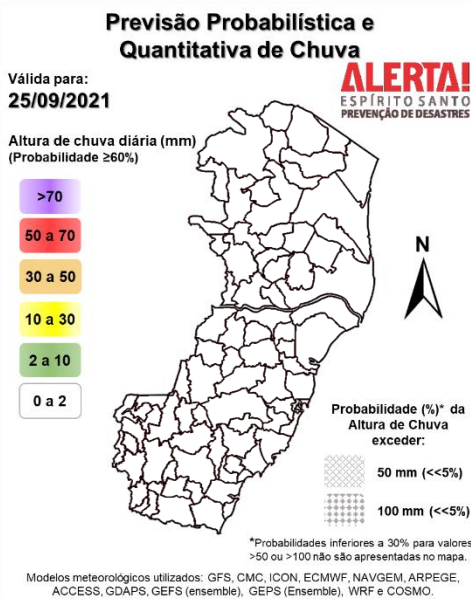 Previsão Probabilística e
Quantitativa de Chuva
Válida para:
25/09/2021
ALERTA!
ESPÍRITO SANTO
PREVENÇÃO DE DESASTRES
Altura de chuva diária (mm)
(Probabilidade ≥60%)
>70
50 a 70
30 a 50
10 a 30
2 a 10
0 a 2
N
Probabilidade (%)* da
Altura de Chuva
exceder:
50 mm (<<5%)
100 mm (<<5%)
*Probabilidades inferiores a 30% para valores
>50 ou >100 não são apresentadas no mapa.
Modelos meteorológicos utilizados: GFS, CMC, ICON, ECMWF, NAVGEM, ARPEGE,
ACCESS, GDAPS, GEFS (ensemble), GEPS (Ensemble), WRF e COSMO.